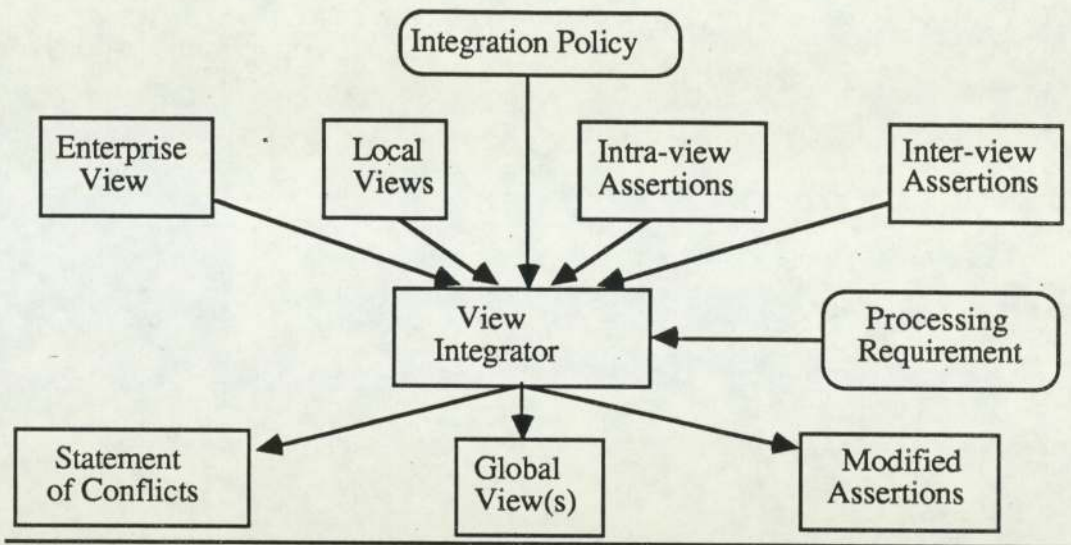 Integration Policy
Enterprise
View
Local
Views
Intra-view
Assertions
Inter-view
Assertions
View
Integrator
Processing
Requirement
Statement
of Conflicts
Global
View(s)
Modified
Assertions